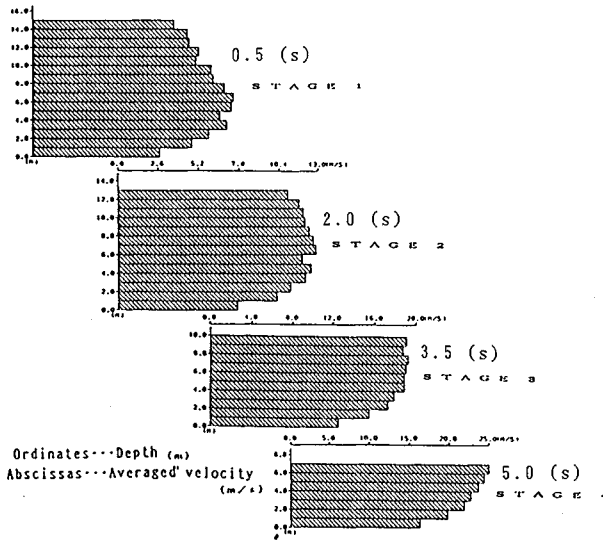 16.0
14.0
12.0
10.0
8.0
6.0
4.0
2.0
0.0
(m)
0.5 (s)
STAGE 1
0.0 2.6 5.2 7.8 10.4 13.0(M/S)
14.0
12.0
10.0
8.0
6.0
4.0
2.0
0.0
(m)
2.0 (s)
STAGE 2
0.0 4.0 8.0 12.0 16.0 20.0(M/S)
10.0
8.0
6.0
4.0
2.0
0.0
(m)
3.5 (s)
STAGE 3
0.0 5.0 10.0 15.0 20.0 25.0(M/S)
8.0
6.0
4.0
2.0
0.0
5.0 (s)
STAGE
Ordinates···Depth (m)
Abscissas···Averaged velocity
(m/s)